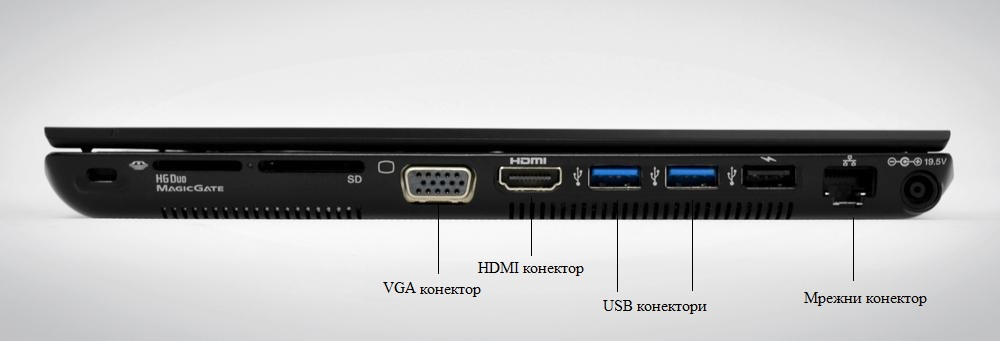 HG Duo
MAGICGATE
SD
HDMI
19.5V
VGA конектор
HDMI конектор
USB конектори
Мрежни конектор